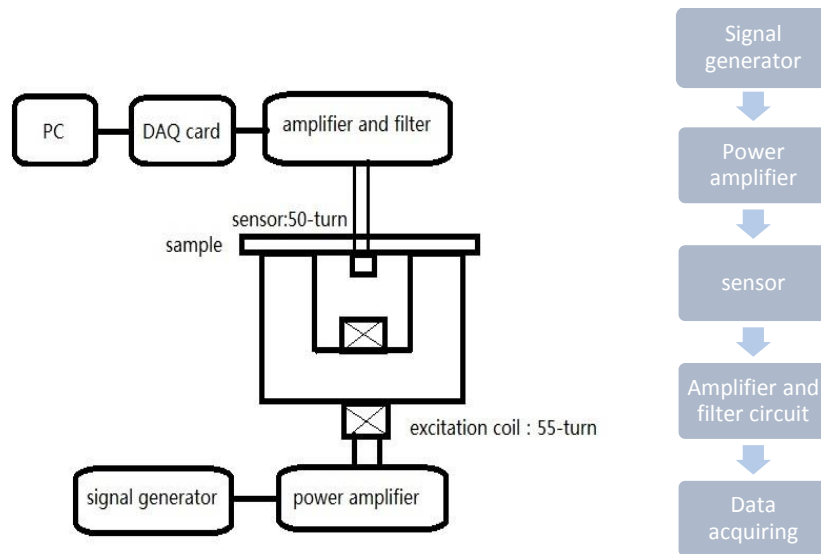 PC
DAQ card
amplifier and filter
sensor:50-turn
sample
excitation coil : 55-turn
signal generator
power amplifier
Signal
generator
Power
amplifier
sensor
Amplifier and
filter circuit
Data
acquiring